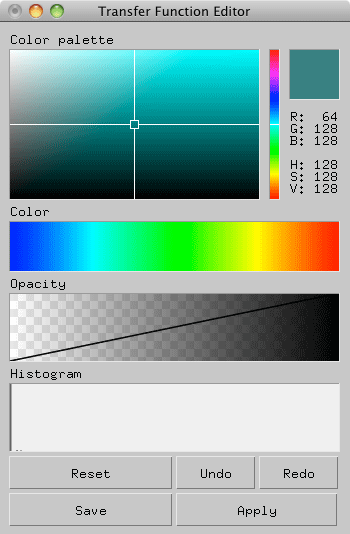 Transfer Function Editor
Color palette
R: 64
G: 128
B: 128
H: 128
S: 128
V: 128
Color
Opacity
Histogram
Reset Undo Redo
Save Apply